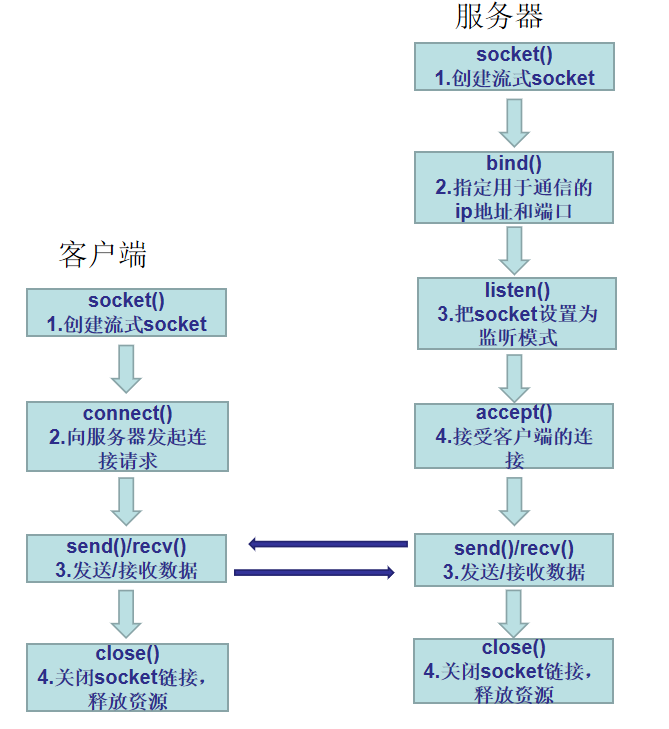 服务器
socket()
1.创建流式socket
bind()
2.指定用于通信的
ip地址和端口
listen()
3.把socket设置为
监听模式
accept()
4.接受客户端的连
接
send()/recv()
3.发送/接收数据
close()
4.关闭socket链接，
释放资源
客户端
socket()
1.创建流式socket
connect()
2.向服务器发起连
接请求
send()/recv()
3.发送/接收数据
close()
4.关闭socket链接，
释放资源